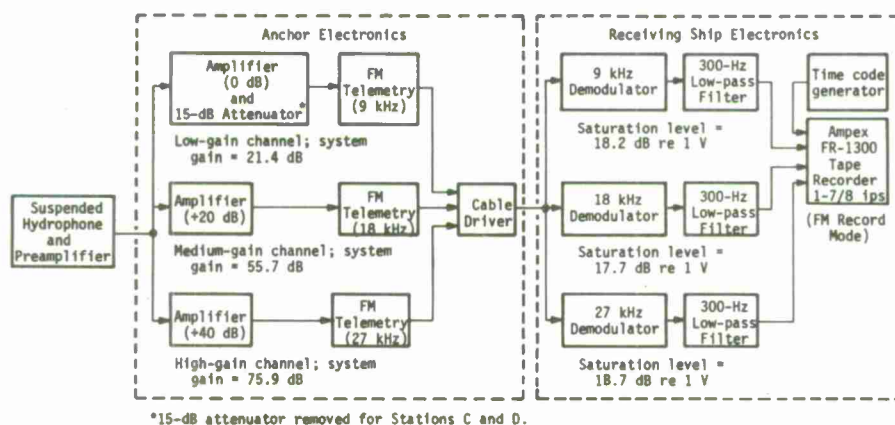 Anchor Electronics
Amplifier
(0 dB)
and
15-dB Attenuator*
FM
Telemetry
(9 kHz)
Low-gain channel; system
gain = 21.4 dB
Suspended
Hydrophone
and
Preamplifier
Amplifier
(+20 dB)
FM
Telemetry
(18 kHz)
Cable
Driver
Medium-gain channel; system
gain = 55.7 dB
Amplifier
(+40 dB)
FM
Telemetry
(27 kHz)
High-gain channel; system
gain = 75.9 dB
Receiving Ship Electronics
9 kHz
Demodulator
300-Hz
Low-pass
Filter
Time code
generator
Saturation level =
18.2 dB re 1 V
Ampex
FR-1300
Tape
Recorder
1-7/8 ips
(FM Record
Mode)
18 kHz
Demodulator
300-Hz
Low-pass
Filter
Saturation level =
17.7 dB re 1 V
27 kHz
Demodulator
300-Hz
Low-pass
Filter
Saturation level =
18.7 dB re 1 V
*15-dB attenuator removed for Stations C and D.